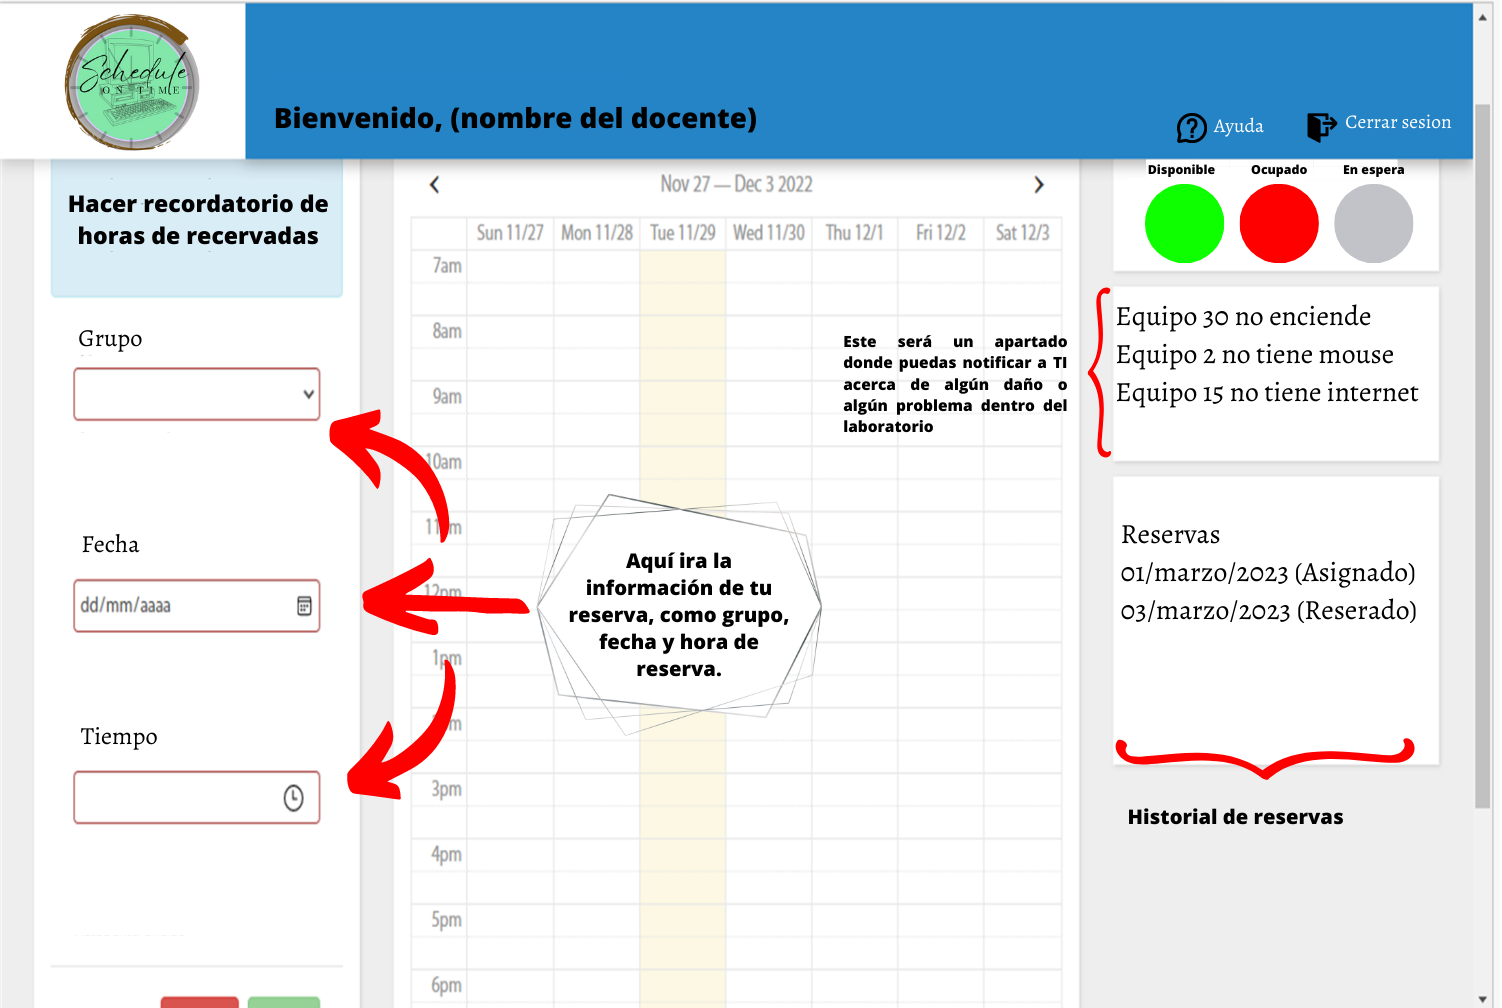 Schedule
ON TIME
Bienvenido, (nombre del docente)
Ayuda
Cerrar sesion
Hacer recordatorio de
horas de recervadas
Grupo
Fecha
dd/mm/aaaa
Tiempo
Nov 27 — Dec 3 2022
Sun 11/27 Mon 11/28 Tue 11/29 Wed 11/30 Thu 12/1 Fri 12/2 Sat 12/3
7am
8am
9am
10am
11am
12pm
1pm
3pm
4pm
5pm
6pm
Este será un apartado
donde puedas notificar a TI
acerca de algún daño o
algún problema dentro del
laboratorio
Aquí ira la
información de tu
reserva, como grupo,
fecha y hora de
reserva.
Disponible Ocupado En espera
Equipo 30 no enciende
Equipo 2 no tiene mouse
Equipo 15 no tiene internet
Reservas
01/marzo/2023 (Asignado)
03/marzo/2023 (Reserado)
Historial de reservas